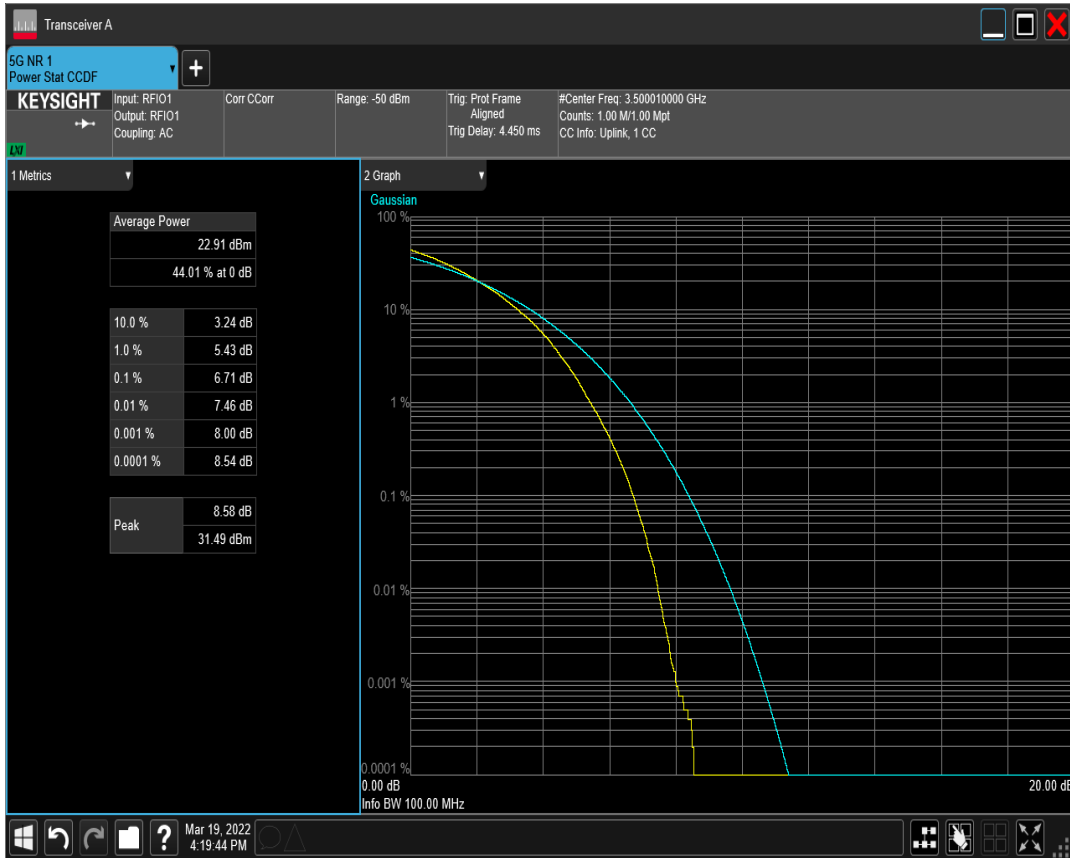 Transceiver A
5G NR 1
Power Stat CCDF
KEYSIGHT
LXI
Input: RFIO1
Output: RFIO1
Coupling: AC
Corr CCorr
Range: -50 dBm
Trig: Prot Frame
Aligned
Trig Delay: 4.450 ms
#Center Freq: 3.500010000 GHz
Counts: 1.00 M/1.00 Mpt
CC Info: Uplink, 1 CC
1 Metrics
Average Power
22.91 dBm
44.01 % at 0 dB
10.0 % 3.24 dB
1.0 % 5.43 dB
0.1 % 6.71 dB
0.01 % 7.46 dB
0.001 % 8.00 dB
0.0001 % 8.54 dB
Peak 8.58 dB
31.49 dBm
2 Graph
Gaussian
100 %
10 %
1 %
0.1 %
0.01 %
0.001 %
0.0001 %
0.00 dB 20.00 dB
Info BW 100.00 MHz
? Mar 19, 2022
4:19:44 PM